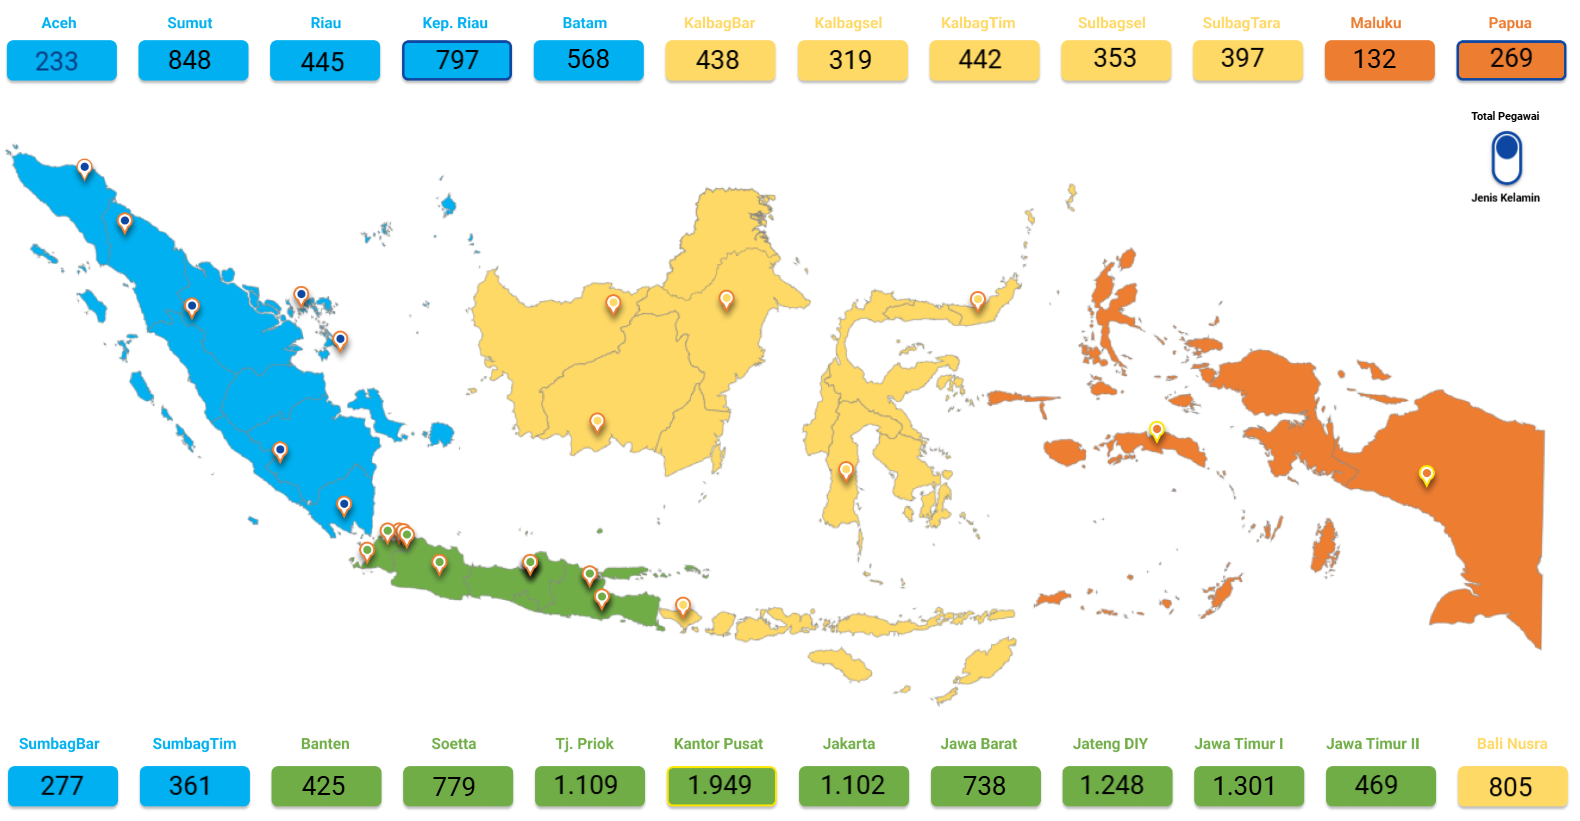 Aceh Sumut Riau Kep. Riau Batam KalbagBar Kalbagsel KalbagTim Sulbagsel SulbagTara Maluku Papua
233 848 445 797 568 438 319 442 353 397 132 269
Total Pegawai
Jenis Kelamin
SumbagBar SumbagTim Banten Soetta Tj. Priok Kantor Pusat Jakarta Jawa Barat Jateng DIY Jawa Timur I Jawa Timur II Bali Nusra
277 361 425 779 1.109 1.949 1.102 738 1.248 1.301 469 805